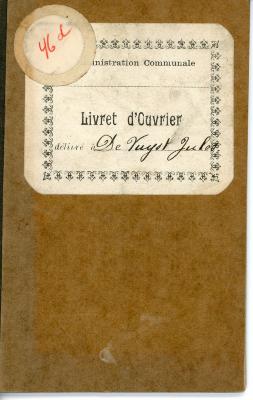 46 d
ministration Communale
Livret d'Ouvrier
délivré à De Vuyst Jules